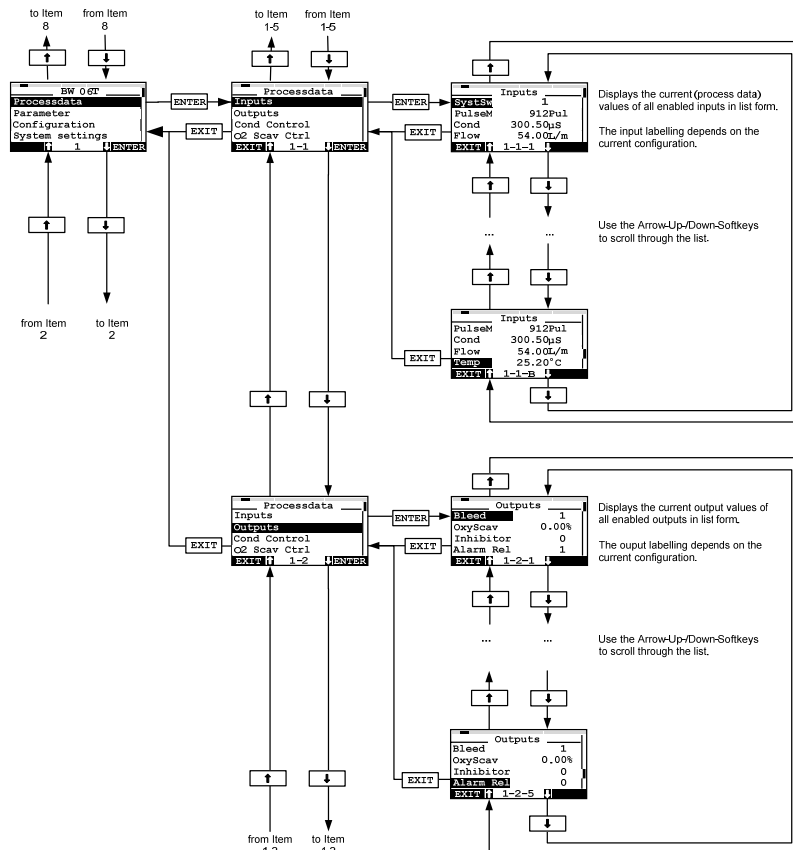 to Item
8
from Item
8
to Item
1-5
from Item
1-5
BW 06T
Processdata
Parameter
Configuration
System settings
1 ENTER
ENTER
EXIT
Processdata
Inputs
Outputs
Cond Control
O2 Scav Ctrl
EXIT 1-1 ENTER
ENTER
EXIT
Inputs
SystSw 1
PulseM 912Pul
Cond 300.50µS
Flow 54.00L/m
EXIT 1-1-1
Displays the current (process data)
values of all enabled inputs in list form.
The input labelling depends on the
current configuration.
... ...
Use the Arrow-Up-/Down-Softkeys
to scroll through the list.
from Item
2
to Item
2
EXIT
Inputs
PulseM 912Pul
Cond 300.50µS
Flow 54.00L/m
Temp 25.20°C
EXIT 1-1-B
EXIT
Processdata
Inputs
Outputs
Cond Control
O2 Scav Ctrl
EXIT 1-2 ENTER
ENTER
EXIT
Outputs
Bleed 1
OxyScav 0.00%
Inhibitor 0
Alarm Rel 1
EXIT 1-2-1
Displays the current output values of
all enabled outputs in list form.
The ouput labelling depends on the
current configuration.
... ...
Use the Arrow-Up-/Down-Softkeys
to scroll through the list.
EXIT
Outputs
Bleed 1
OxyScav 0.00%
Inhibitor 0
Alarm Rel 0
EXIT 1-2-5
from Item
to Item